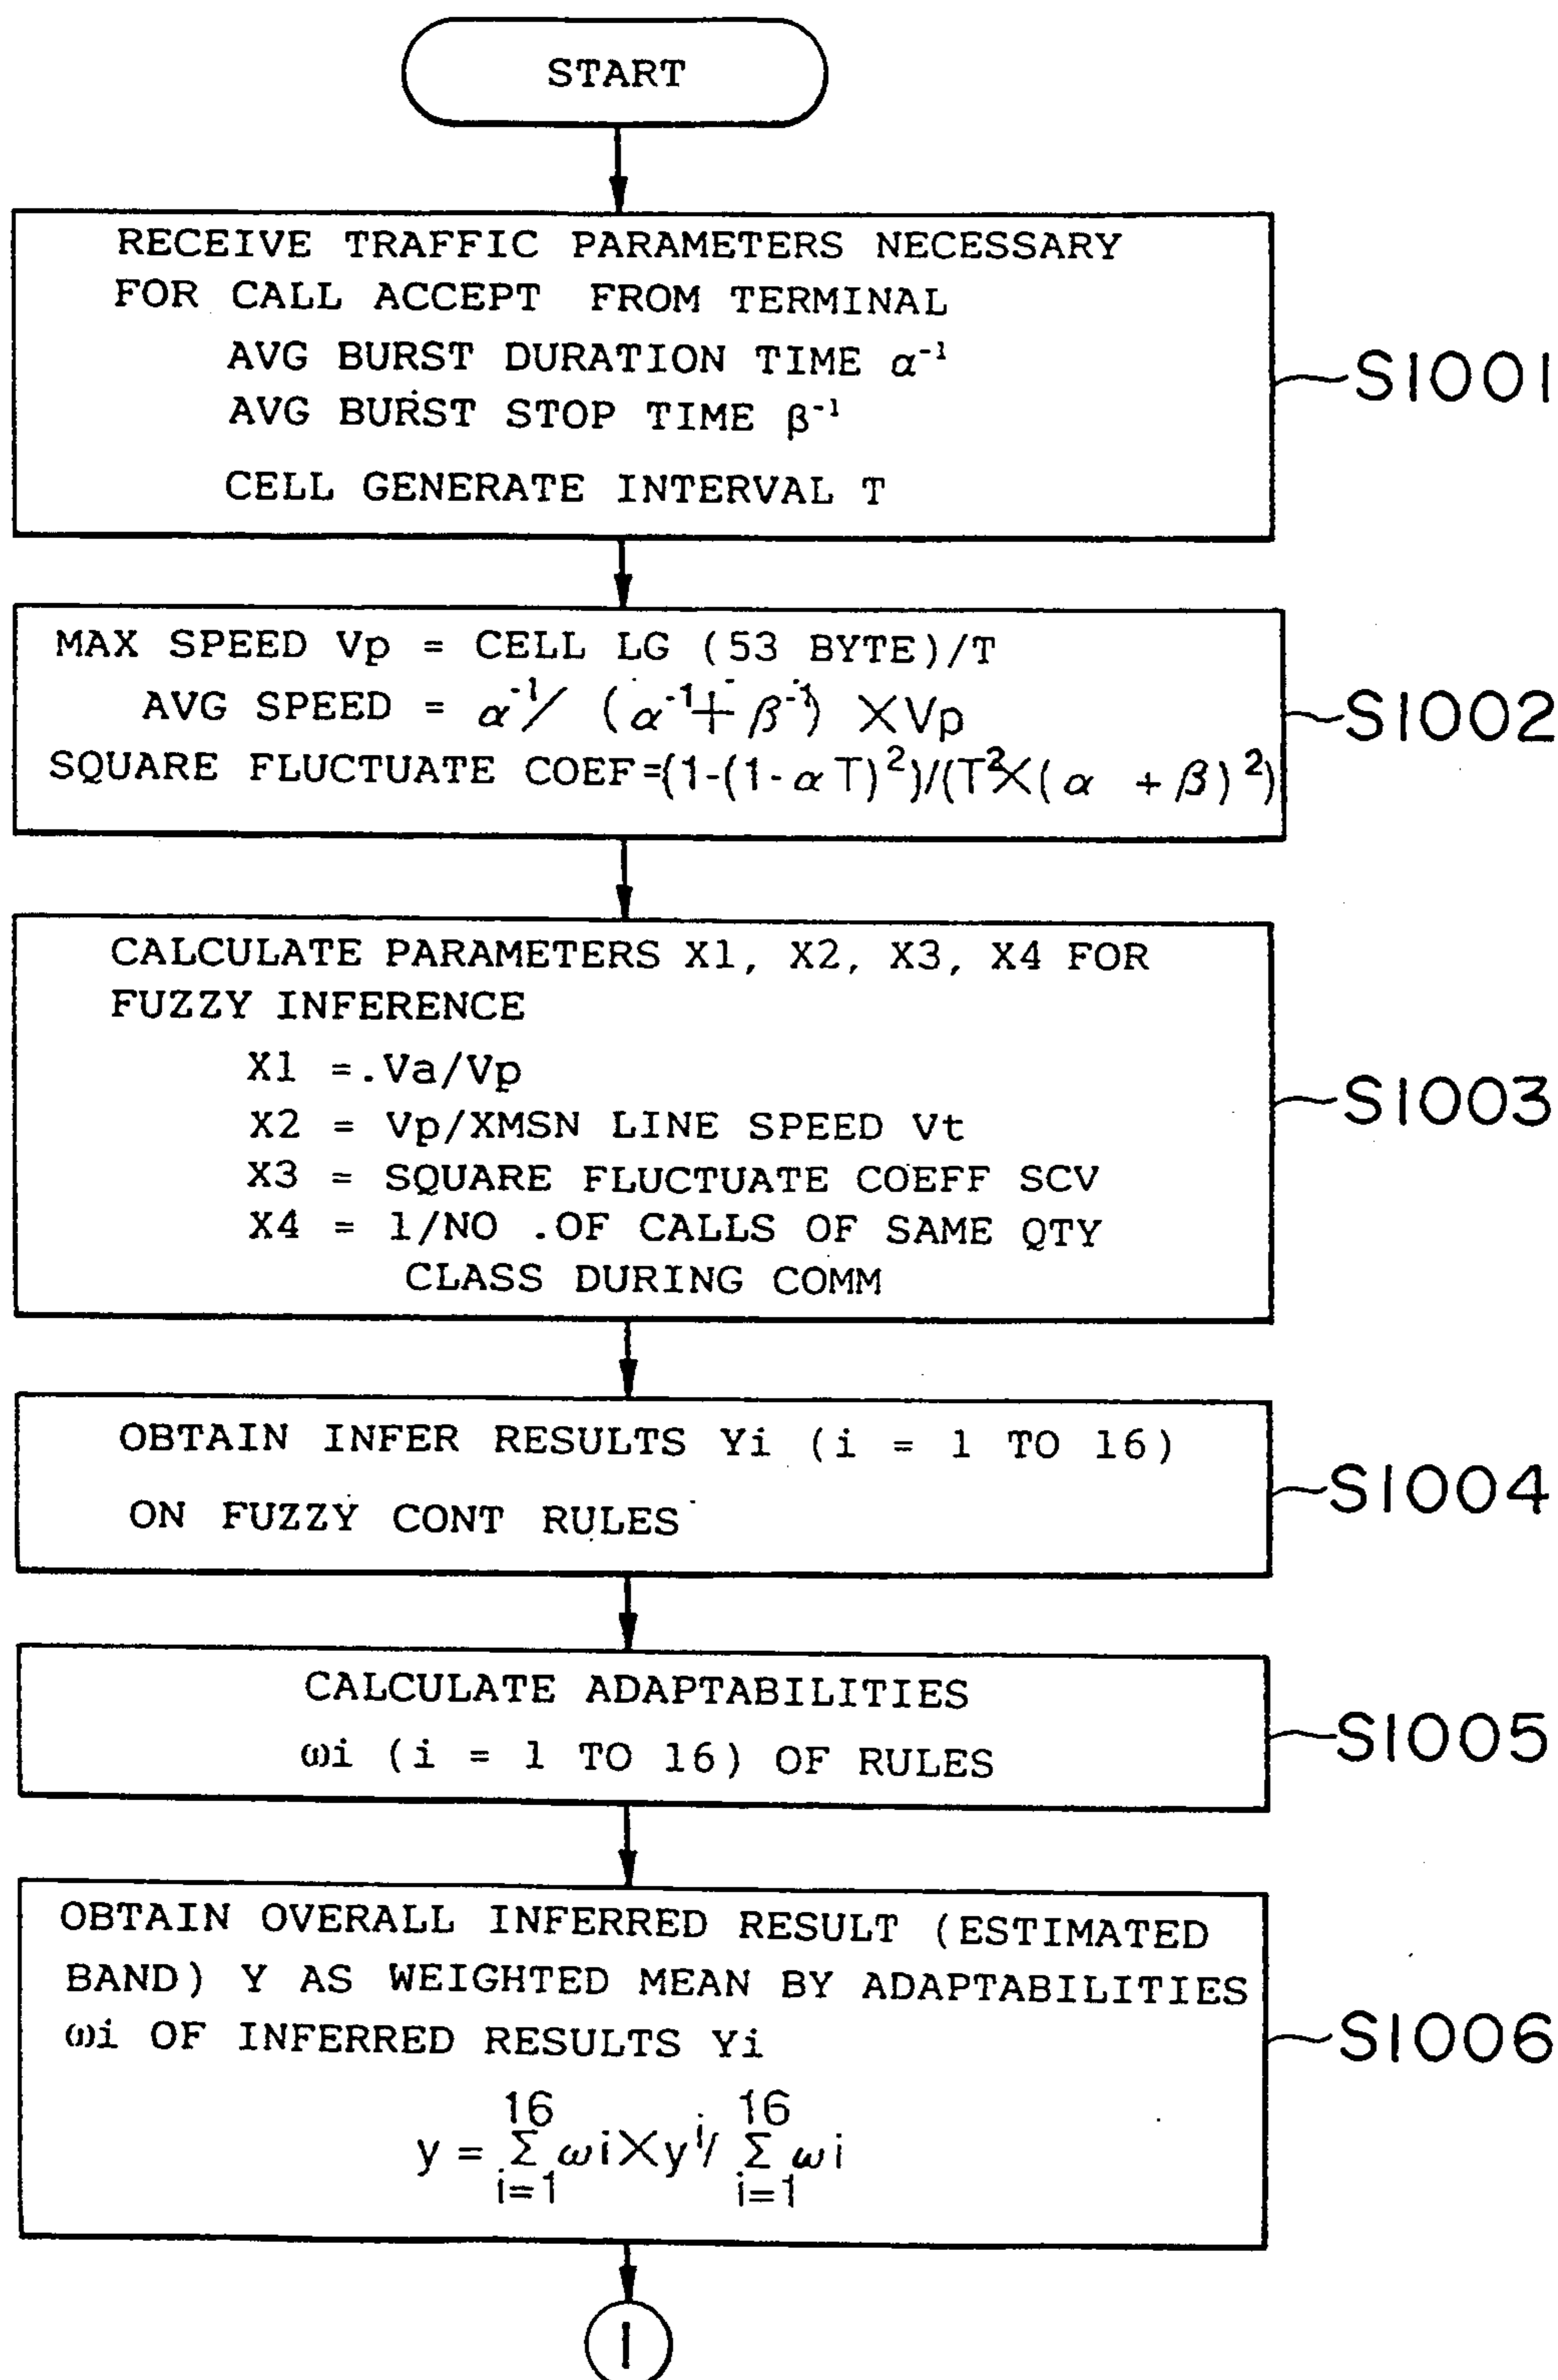 START
RECEIVE TRAFFIC PARAMETERS NECESSARY
FOR CALL ACCEPT FROM TERMINAL
AVG BURST DURATION TIME α⁻¹
AVG BURST STOP TIME β⁻¹
CELL GENERATE INTERVAL T
S1001
MAX SPEED Vp = CELL LG (53 BYTE)/T
AVG SPEED = α⁻¹/ (α⁻¹+ β⁻¹) ×Vp
SQUARE FLUCTUATE COEF={1-(1-αT)²}/(T²×(α + β)²)
S1002
CALCULATE PARAMETERS X1, X2, X3, X4 FOR
FUZZY INFERENCE
X1 = Va/Vp
X2 = Vp/XMSN LINE SPEED Vt
X3 = SQUARE FLUCTUATE COEFF SCV
X4 = 1/NO .OF CALLS OF SAME QTY
CLASS DURING COMM
S1003
OBTAIN INFER RESULTS Yi (i = 1 TO 16)
ON FUZZY CONT RULES
S1004
CALCULATE ADAPTABILITIES
ωi (i = 1 TO 16) OF RULES
S1005
OBTAIN OVERALL INFERRED RESULT (ESTIMATED
BAND) Y AS WEIGHTED MEAN BY ADAPTABILITIES
ωi OF INFERRED RESULTS Yi
16 16
y = Σ ωi×yⁱ/ Σ ωi
i=1 i=1
S1006
1